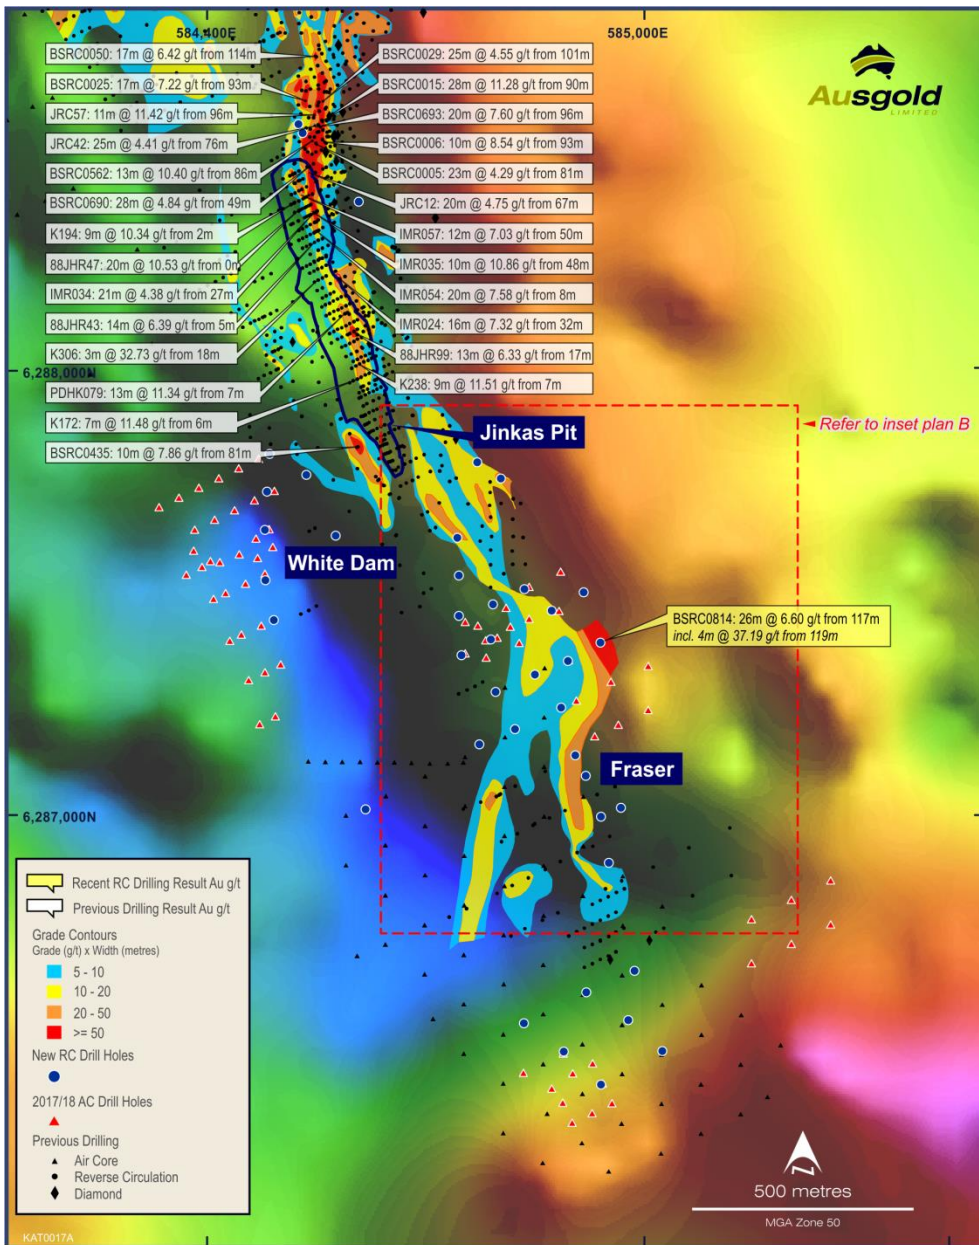 584,400E
585,000E
Ausgold
LIMITED
BSRC0050: 17m @ 6.42 g/t from 114m
BSRC0025: 17m @ 7.22 g/t from 93m
JRC57: 11m @ 11.42 g/t from 96m
JRC42: 25m @ 4.41 g/t from 76m
BSRC0562: 13m @ 10.40 g/t from 86m
BSRC0690: 28m @ 4.84 g/t from 49m
K194: 9m @ 10.34 g/t from 2m
88JHR47: 20m @ 10.53 g/t from 0m
IMR034: 21m @ 4.38 g/t from 27m
88JHR43: 14m @ 6.39 g/t from 5m
K306: 3m @ 32.73 g/t from 18m
PDHK079: 13m @ 11.34 g/t from 7m
K172: 7m @ 11.48 g/t from 6m
BSRC0435: 10m @ 7.86 g/t from 81m
BSRC0029: 25m @ 4.55 g/t from 101m
BSRC0015: 28m @ 11.28 g/t from 90m
BSRC0693: 20m @ 7.60 g/t from 96m
BSRC0006: 10m @ 8.54 g/t from 93m
BSRC0005: 23m @ 4.29 g/t from 81m
JRC12: 20m @ 4.75 g/t from 67m
IMR057: 12m @ 7.03 g/t from 50m
IMR035: 10m @ 10.86 g/t from 48m
IMR054: 20m @ 7.58 g/t from 8m
IMR024: 16m @ 7.32 g/t from 32m
88JHR99: 13m @ 6.33 g/t from 17m
K238: 9m @ 11.51 g/t from 7m
6,288,000N
Refer to inset plan B
Jinkas Pit
White Dam
BSRC0814: 26m @ 6.60 g/t from 117m
incl. 4m @ 37.19 g/t from 119m
Fraser
6,287,000N
Recent RC Drilling Result Au g/t
Previous Drilling Result Au g/t
Grade Contours
Grade (g/t) x Width (metres)
5 - 10
10 - 20
20 - 50
>= 50
New RC Drill Holes
2017/18 AC Drill Holes
Previous Drilling
Air Core
Reverse Circulation
Diamond
N
500 metres
MGA Zone 50
KAT0017A